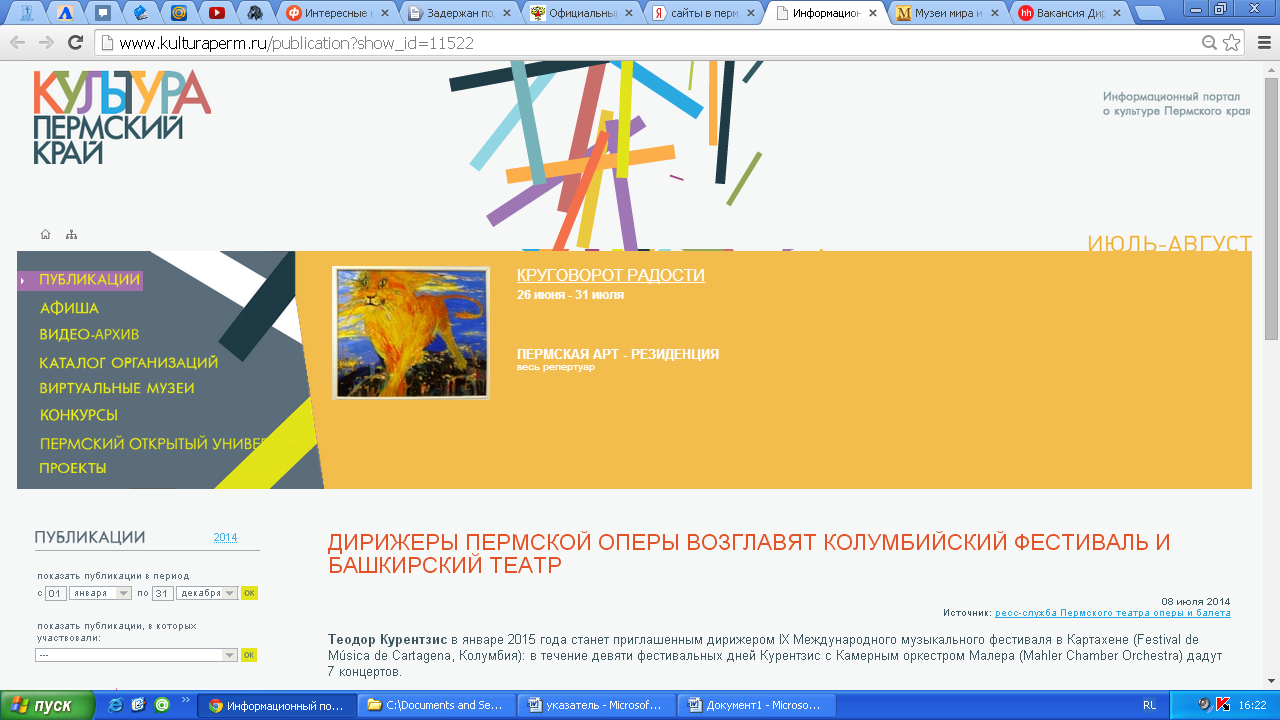 Интересные с
Задержан по
Официальны
сайты в перм
Информацион
Музеи мира и
Вакансия Дир
www.kulturaperm.ru/publication?show_id=11522
КУЛЬТУРА
ПЕРМСКИЙ
КРАЙ
Информационный портал
о культуре Пермского края
ИЮЛЬ-АВГУСТ
ПУБЛИКАЦИИ
АФИША
ВИДЕО-АРХИВ
КАТАЛОГ ОРГАНИЗАЦИЙ
ВИРТУАЛЬНЫЕ МУЗЕИ
КОНКУРСЫ
ПЕРМСКИЙ ОТКРЫТЫЙ УНИВЕР
ПРОЕКТЫ
КРУГОВОРОТ РАДОСТИ
26 июня - 31 июля
ПЕРМСКАЯ АРТ - РЕЗИДЕНЦИЯ
весь репертуар
ПУБЛИКАЦИИ 2014
показать публикации в период
с 01 января по 31 декабря ок
показать публикации, в которых
участвовали:
--- ок
ДИРИЖЕРЫ ПЕРМСКОЙ ОПЕРЫ ВОЗГЛАВЯТ КОЛУМБИЙСКИЙ ФЕСТИВАЛЬ И
БАШКИРСКИЙ ТЕАТР
08 июля 2014
Источник: ресс-служба Пермского театра оперы и балета
Теодор Курентзис в январе 2015 года станет приглашенным дирижером IX Международного музыкального фестиваля в Картахене (Festival de
Música de Cartagena, Колумбия): в течение девяти фестивальных дней Курентзис с Камерным оркестром Малера (Mahler Chamber Orchestra) дадут
7 концертов.
пуск
Информационный по...
C:\Documents and Se...
указатель - Microsof...
Документ1 - Microso...
RL
16:22